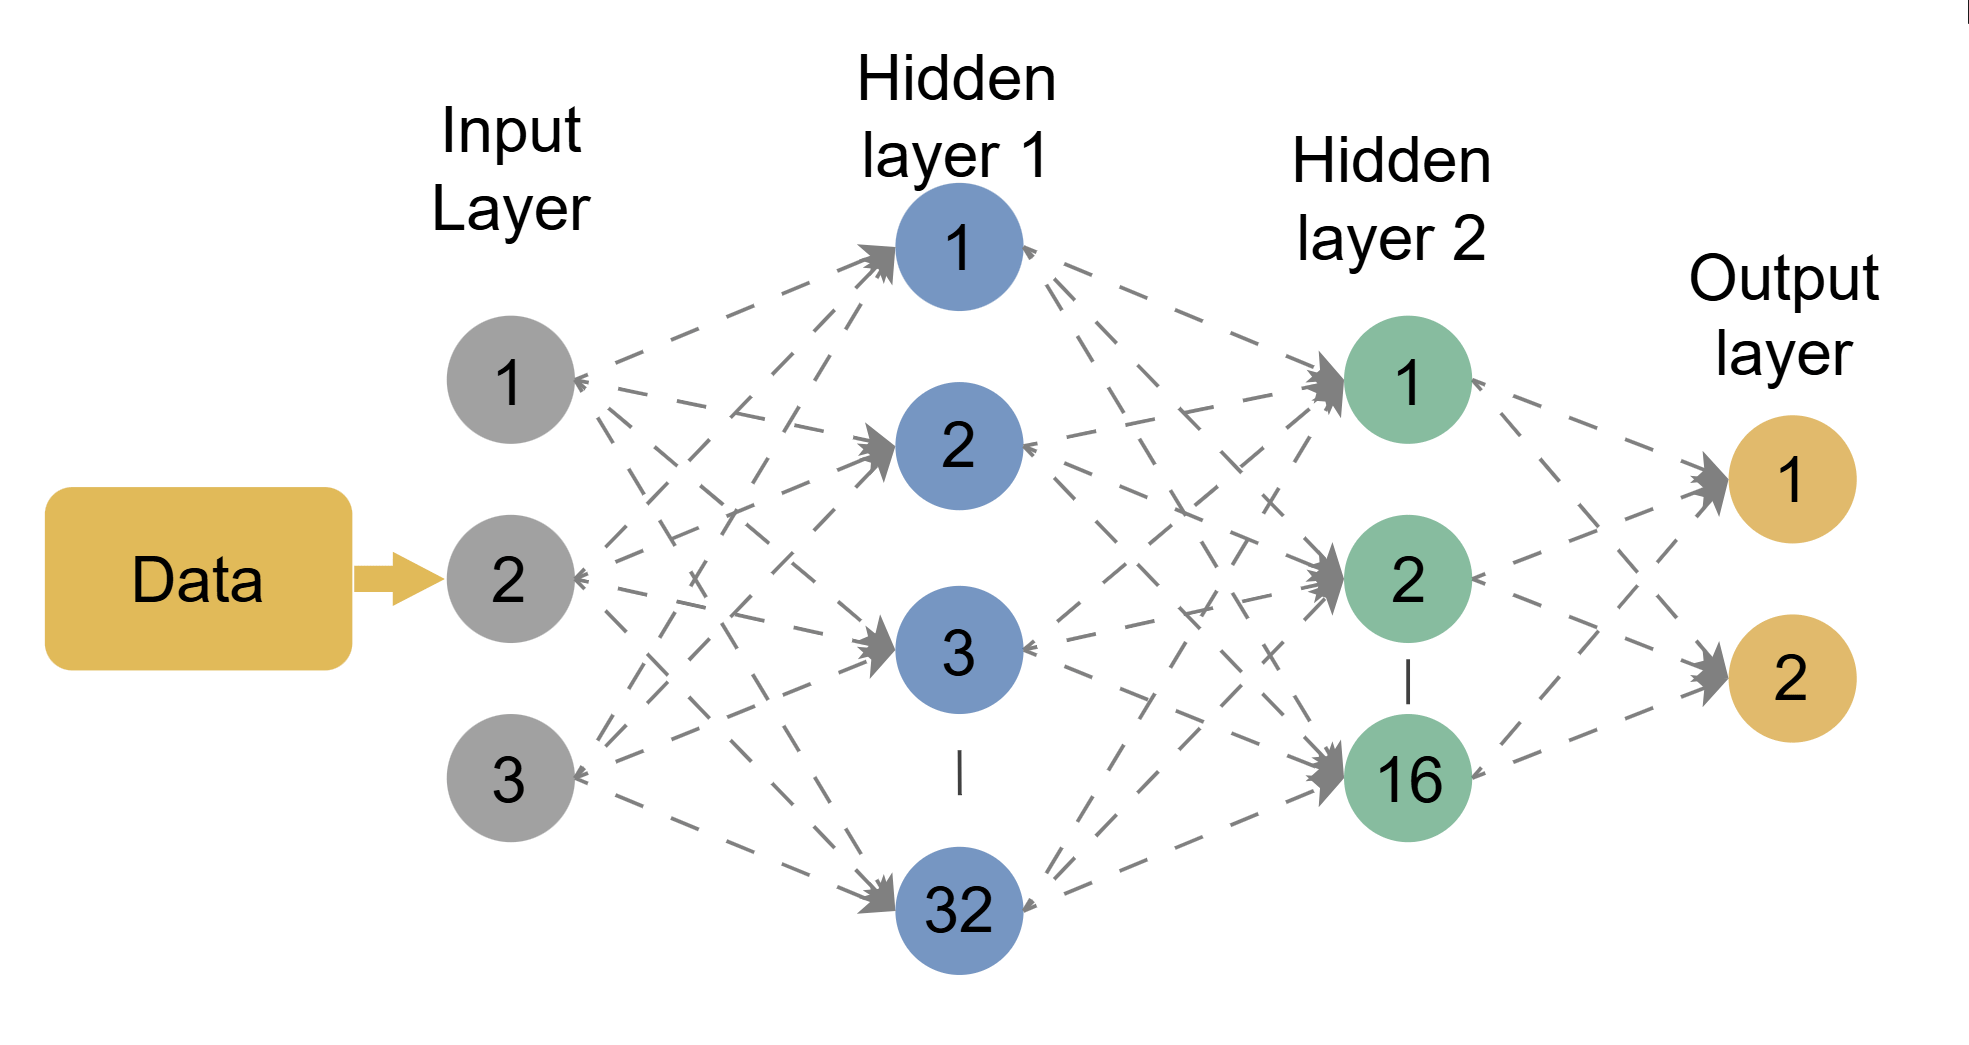 Data
Input
Layer
1
2
3
Hidden
layer 1
1
2
3
32
Hidden
layer 2
1
2
16
Output
layer
1
2